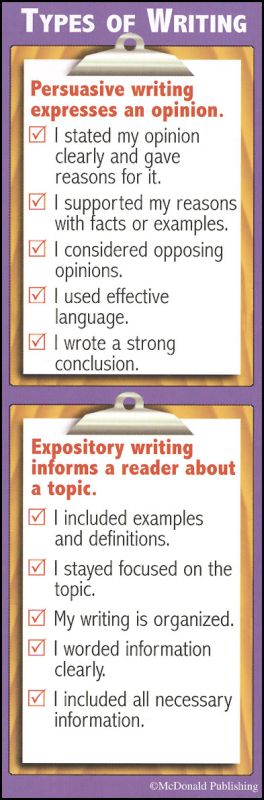 TYPES OF WRITING
Persuasive writing
expresses an opinion.
I stated my opinion
clearly and gave
reasons for it.
I supported my reasons
with facts or examples.
I considered opposing
opinions.
I used effective
language.
I wrote a strong
conclusion.
Expository writing
informs a reader about
a topic.
I included examples
and definitions.
I stayed focused on the
topic.
My writing is organized.
I worded information
clearly.
I included all necessary
information.
©McDonald Publishing